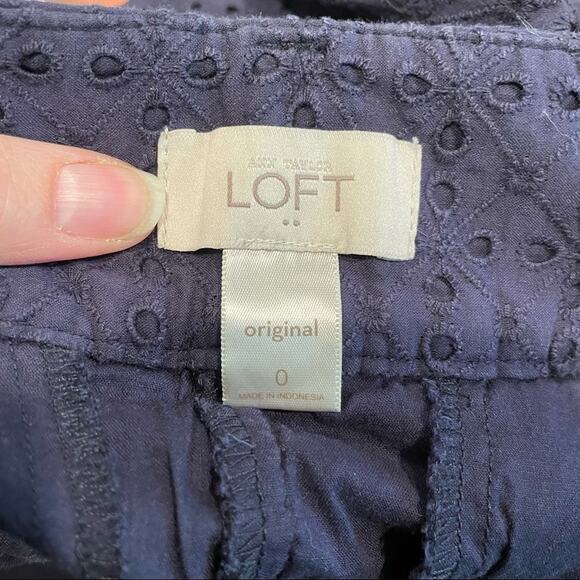 ANN TAYLOR
LOFT
original
0
MADE IN INDONESIA